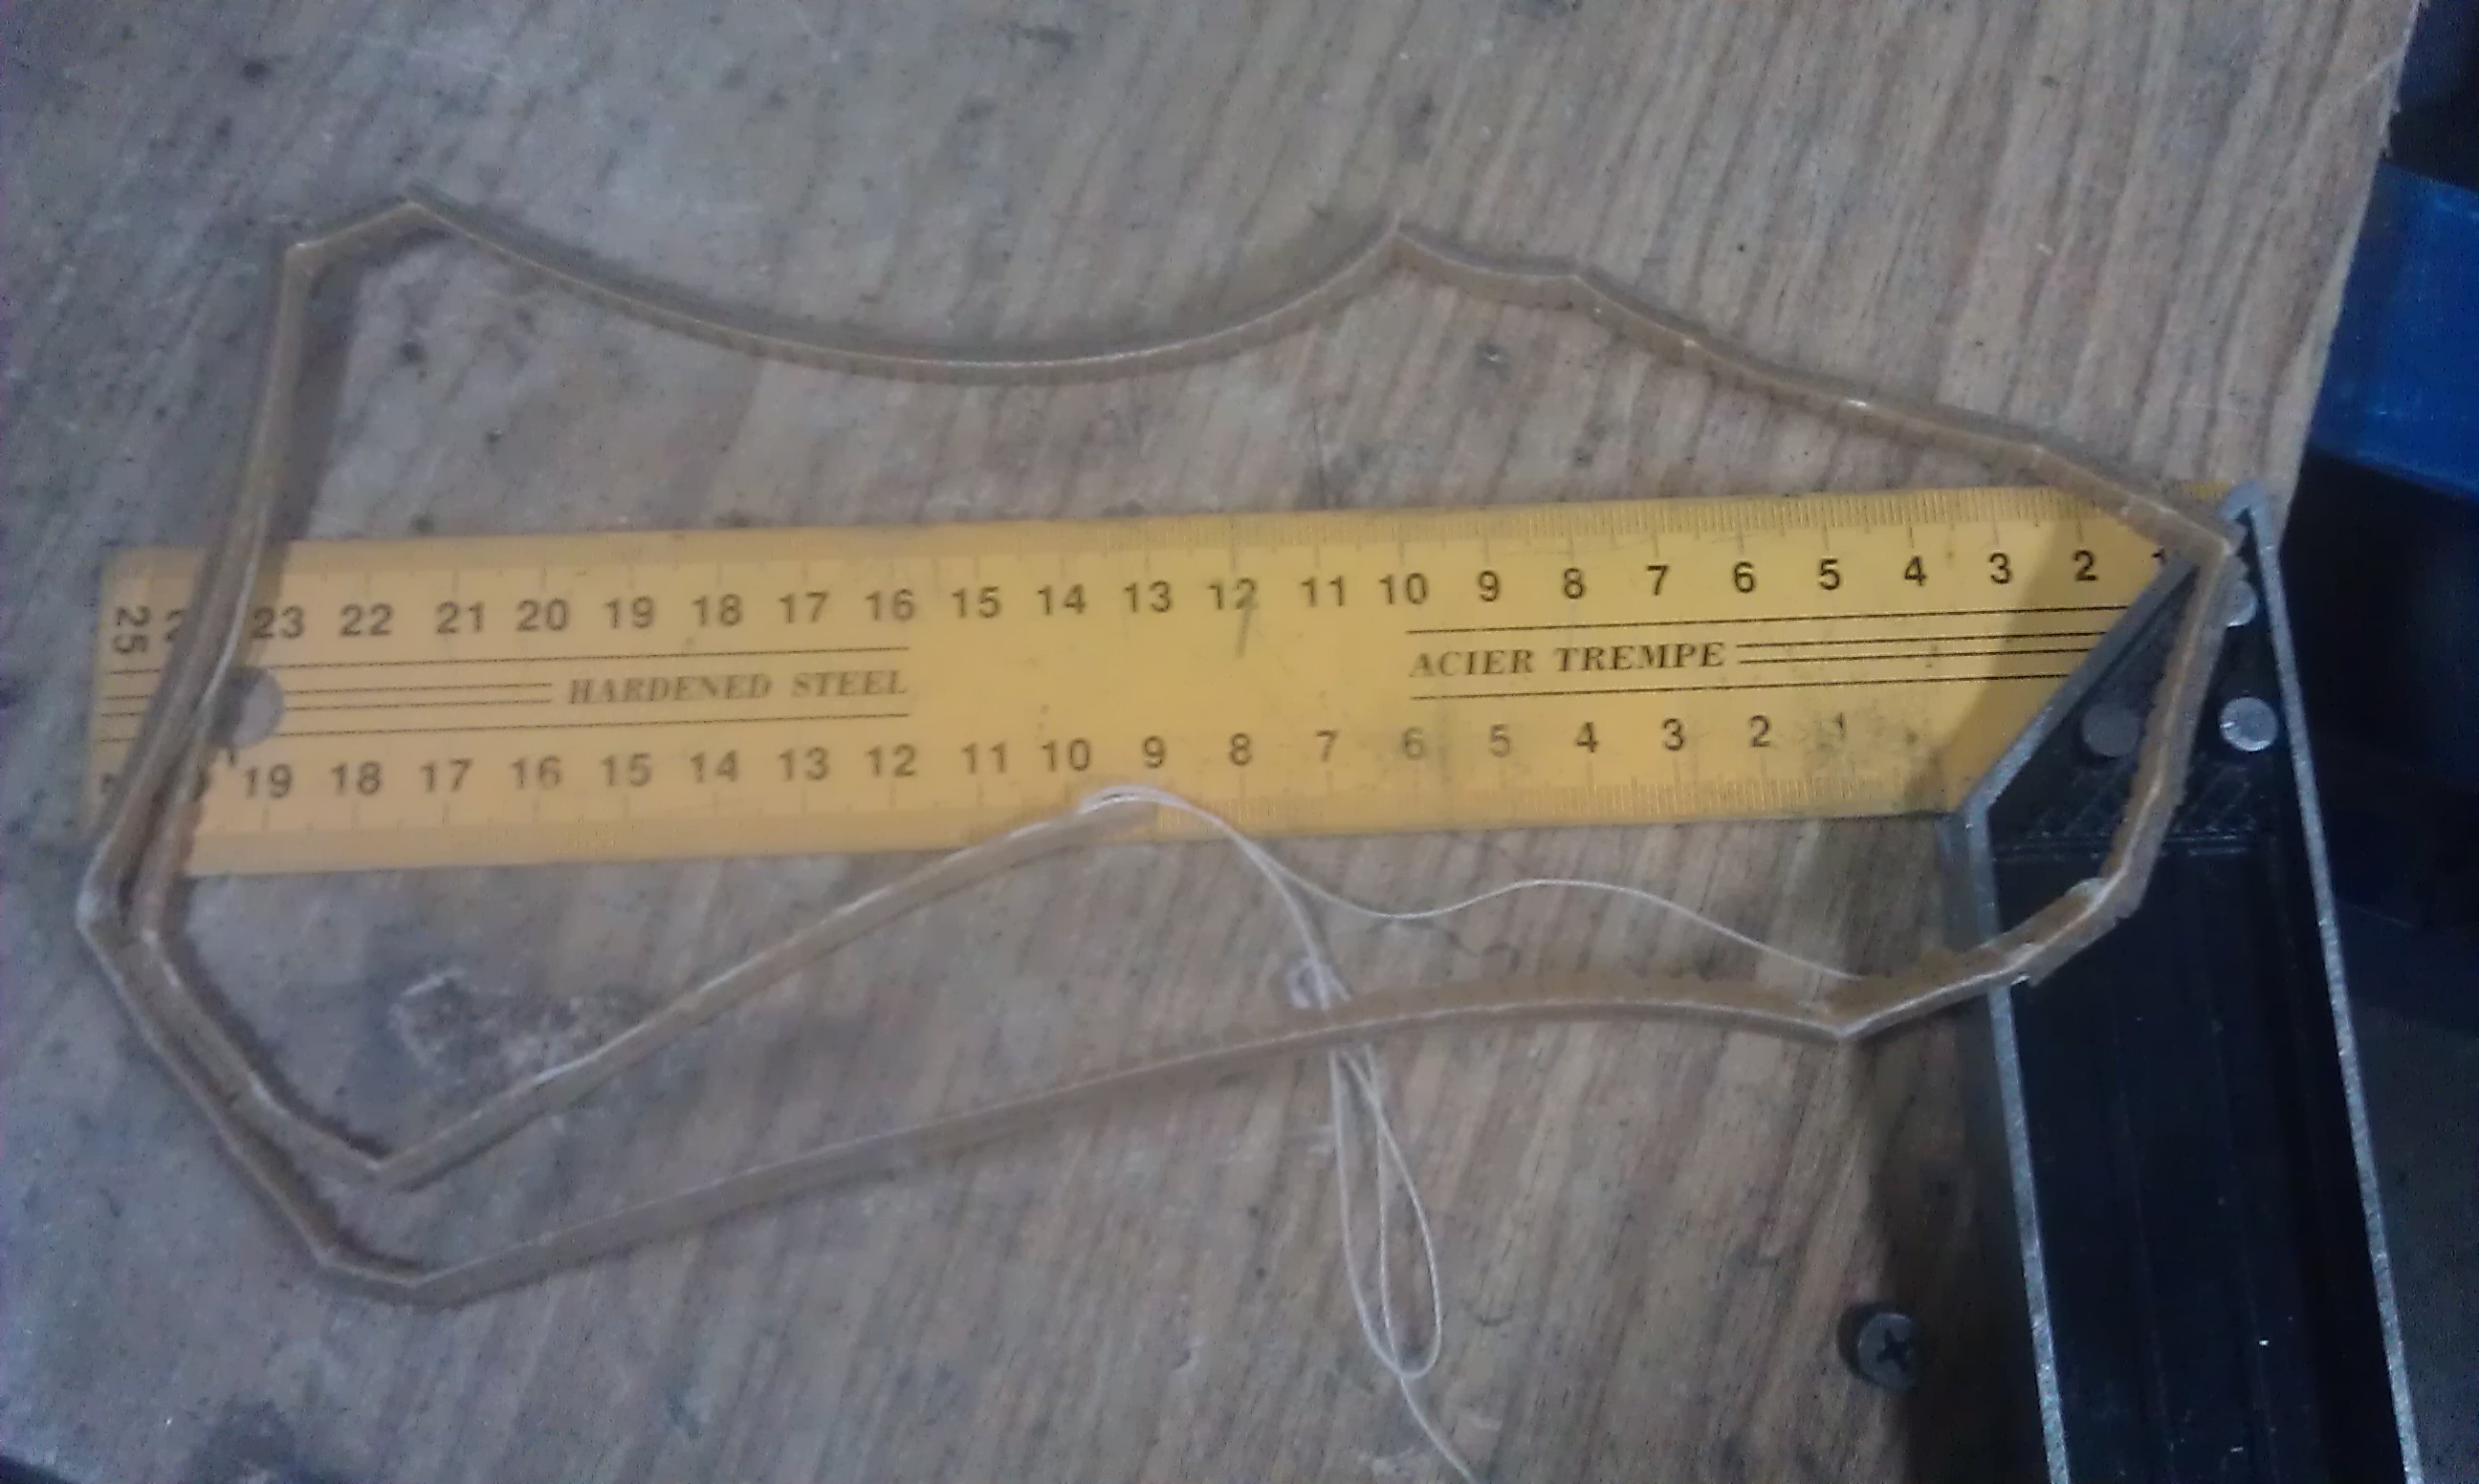 25 23 22 21 20 19 18 17 16 15 14 13 12 11 10 9 8 7 6 5 4 3 2 1
HARDENED STEEL ACIER TREMPE
19 18 17 16 15 14 13 12 11 10 9 8 7 6 5 4 3 2 1